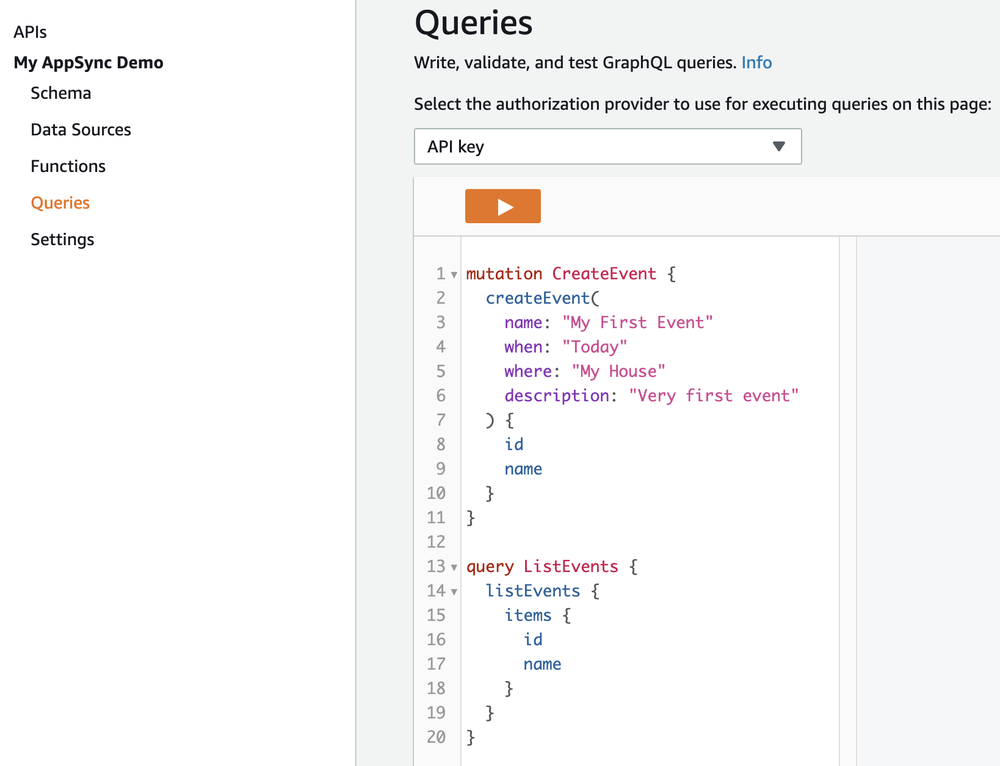 APIs
My AppSync Demo
Schema
Data Sources
Functions
Queries
Settings
Queries
Write, validate, and test GraphQL queries. Info
Select the authorization provider to use for executing queries on this page:
API key
1 mutation CreateEvent {
2 createEvent(
3 name: "My First Event"
4 when: "Today"
5 where: "My House"
6 description: "Very first event"
7 ) {
8 id
9 name
10 }
11 }
12
13 query ListEvents {
14 listEvents {
15 items {
16 id
17 name
18 }
19 }
20 }